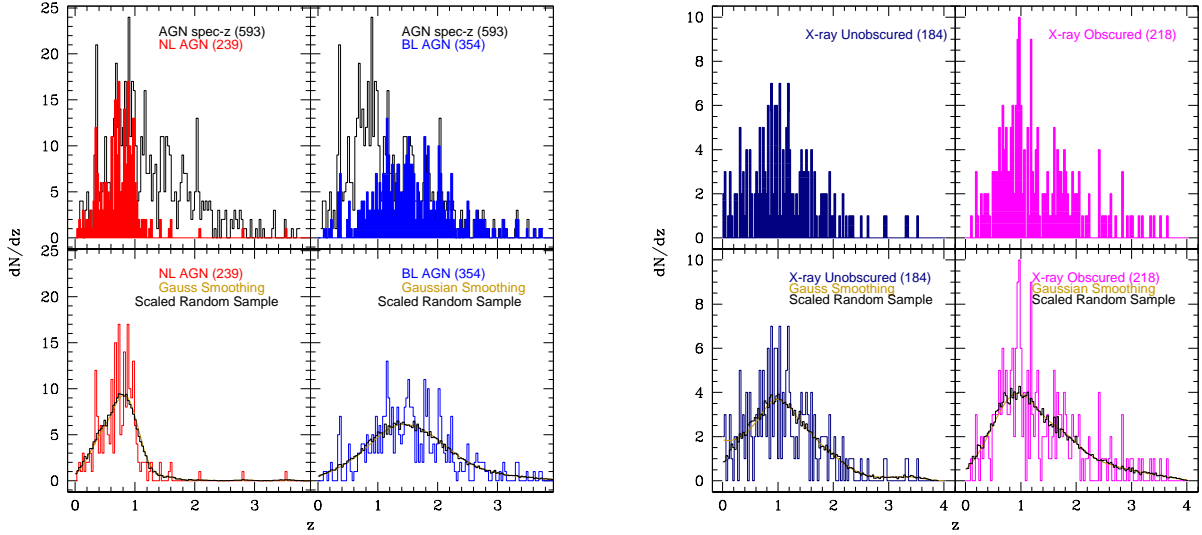 25
20
15
10
5
0
dN/dz
AGN spec-z (593)
NL AGN (239)
AGN spec-z (593)
BL AGN (354)
25
20
15
10
5
0
NL AGN (239)
Gauss Smoothing
Scaled Random Sample
BL AGN (354)
Gaussian Smoothing
Scaled Random Sample
0 1 2 3 0 1 2 3
z
10
8
6
4
2
0
dN/dz
X-ray Unobscured (184)
X-ray Obscured (218)
10
8
6
4
2
0
X-ray Unobscured (184)
Gaussian Smoothing
Scaled Random Sample
X-ray Obscured (218)
Gaussian Smoothing
Scaled Random Sample
0 1 2 3 4 0 1 2 3 4
z